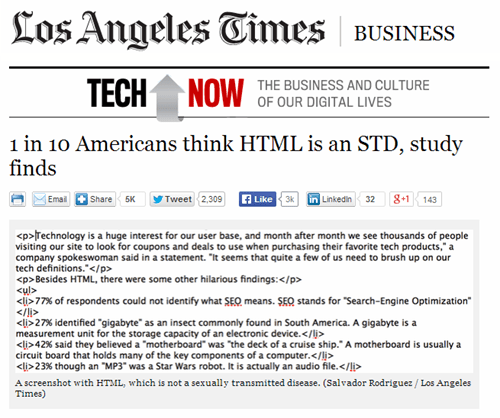 Los Angeles Times | BUSINESS
TECH NOW THE BUSINESS AND CULTURE
OF OUR DIGITAL LIVES
1 in 10 Americans think HTML is an STD, study
finds
Email Share 5K Tweet 2,309 Like 3k LinkedIn 32 +1 143
<p>Technology is a huge interest for our user base, and month after month we see thousands of people
visiting our site to look for coupons and deals to use when purchasing their favorite tech products," a
company spokeswoman said in a statement. "It seems that quite a few of us need to brush up on our
tech definitions."</p>
<p>Besides HTML, there were some other hilarious findings:</p>
<ul>
<li>77% of respondents could not identify what SEO means. SEO stands for "Search-Engine Optimization"
</li>
<li>27% identified "gigabyte" as an insect commonly found in South America. A gigabyte is a
measurement unit for the storage capacity of an electronic device.</li>
<li>42% said they believed a "motherboard" was "the deck of a cruise ship." A motherboard is usually a
circuit board that holds many of the key components of a computer.</li>
<li>23% though an "MP3" was a Star Wars robot. It is actually an audio file.</li>
A screenshot with HTML, which is not a sexually transmitted disease. (Salvador Rodriguez / Los Angeles
Times)